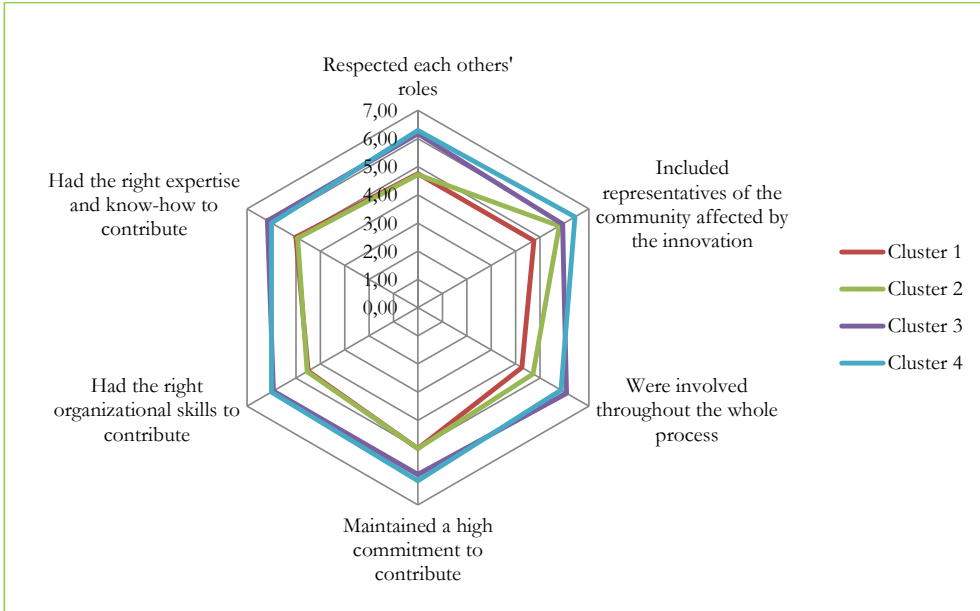 Respected each others'
roles
7,00
6,00
5,00
4,00
3,00
2,00
1,00
0,00
Included
representatives of the
community affected by
the innovation
Were involved
throughout the whole
process
Maintained a high
commitment to
contribute
Had the right
organizational skills to
contribute
Had the right expertise
and know-how to
contribute
Cluster 1
Cluster 2
Cluster 3
Cluster 4